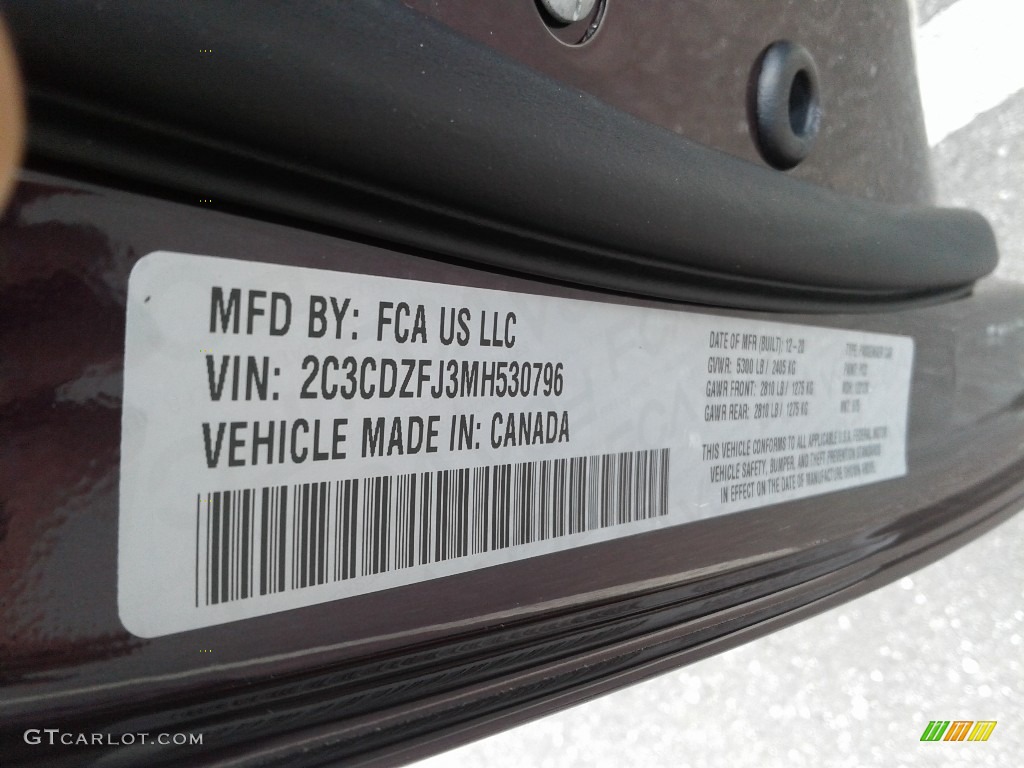 MFD BY: FCA US LLC
VIN: 2C3CDZFJ3MH530796
VEHICLE MADE IN: CANADA
DATE OF MFR (BUILT): 12-20
GVWR: 5300 LB / 2405 KG
GAWR FRONT: 2810 LB / 1275 KG
GAWR REAR: 2810 LB / 1275 KG
TYPE: PASSENGER CAR
THIS VEHICLE CONFORMS TO ALL APPLICABLE U.S.A. FEDERAL MOTOR
VEHICLE SAFETY, BUMPER, AND THEFT PREVENTION STANDARDS
IN EFFECT ON THE DATE OF MANUFACTURE SHOWN ABOVE.
GTCARLOT.COM